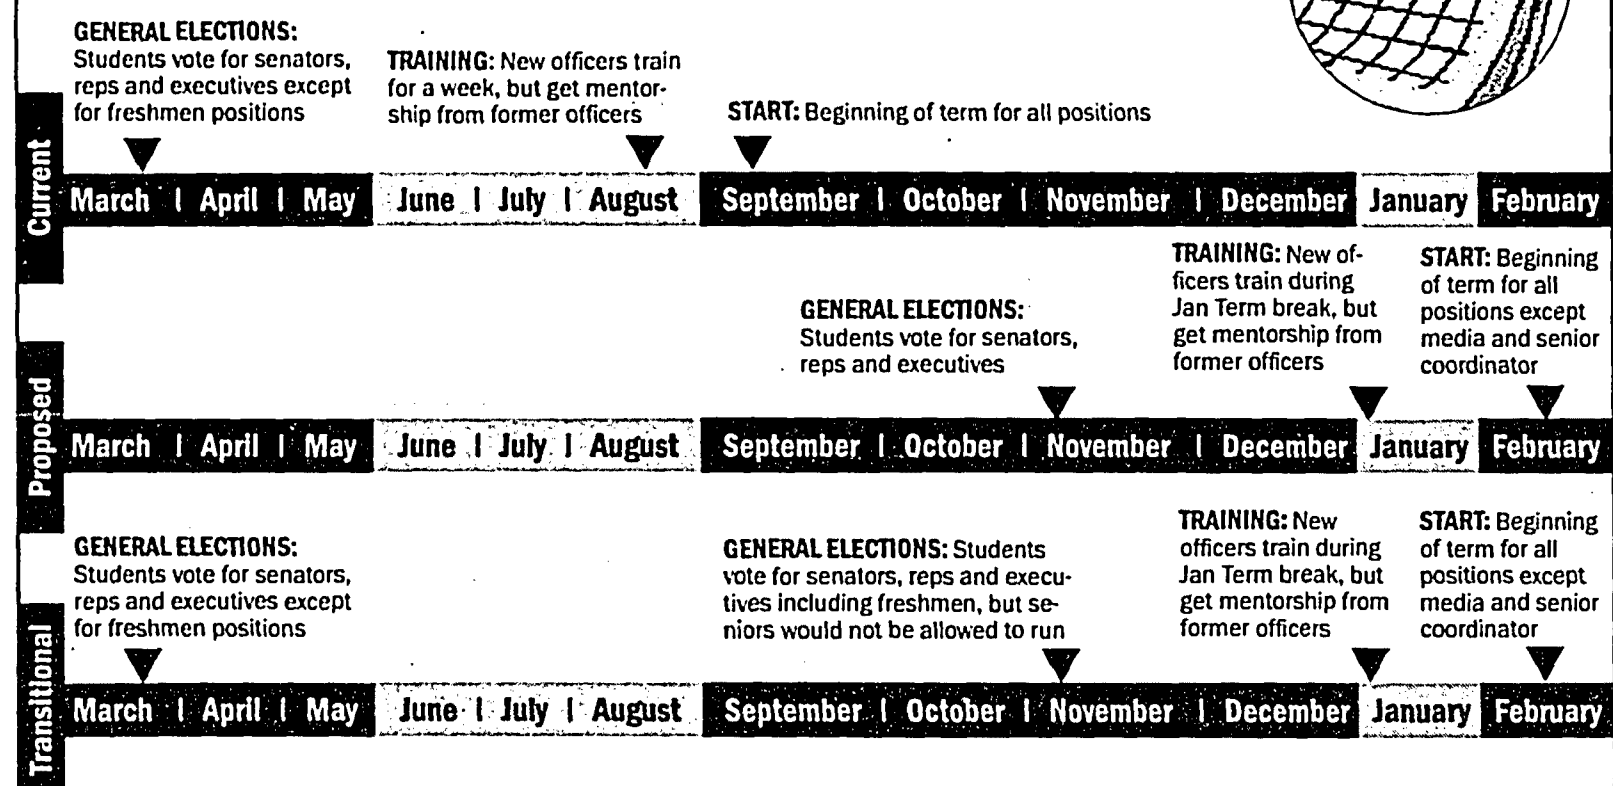 GENERAL ELECTIONS:
Students vote for senators,
reps and executives except
for freshmen positions
TRAINING: New officers train
for a week, but get mentor-
ship from former officers
START: Beginning of term for all positions
Current
March | April | May June | July | August September | October | November | December January February
TRAINING: New of-
ficers train during
Jan Term break, but
get mentorship from
former officers
START: Beginning
of term for all
positions except
media and senior
coordinator
GENERAL ELECTIONS:
Students vote for senators,
reps and executives
Proposed
March | April | May June | July | August September | October | November | December January February
GENERAL ELECTIONS:
Students vote for senators,
reps and executives except
for freshmen positions
GENERAL ELECTIONS: Students
vote for senators, reps and execu-
tives including freshmen, but se-
niors would not be allowed to run
TRAINING: New
officers train during
Jan Term break, but
get mentorship from
former officers
START: Beginning
of term for all
positions except
media and senior
coordinator
Transitional
March | April | May June | July | August September | October | November | December January February